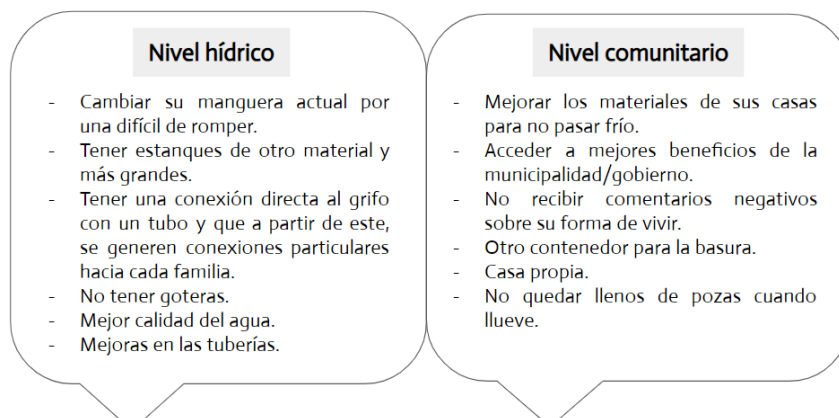 Nivel hídrico
- Cambiar su manguera actual por
una difícil de romper.
- Tener estanques de otro material y
más grandes.
- Tener una conexión directa al grifo
con un tubo y que a partir de este,
se generen conexiones particulares
hacia cada familia.
- No tener goteras.
- Mejor calidad del agua.
- Mejoras en las tuberías.
Nivel comunitario
- Mejorar los materiales de sus casas
para no pasar frío.
- Acceder a mejores beneficios de la
municipalidad/gobierno.
- No recibir comentarios negativos
sobre su forma de vivir.
- Otro contenedor para la basura.
- Casa propia.
- No quedar llenos de pozas cuando
llueve.